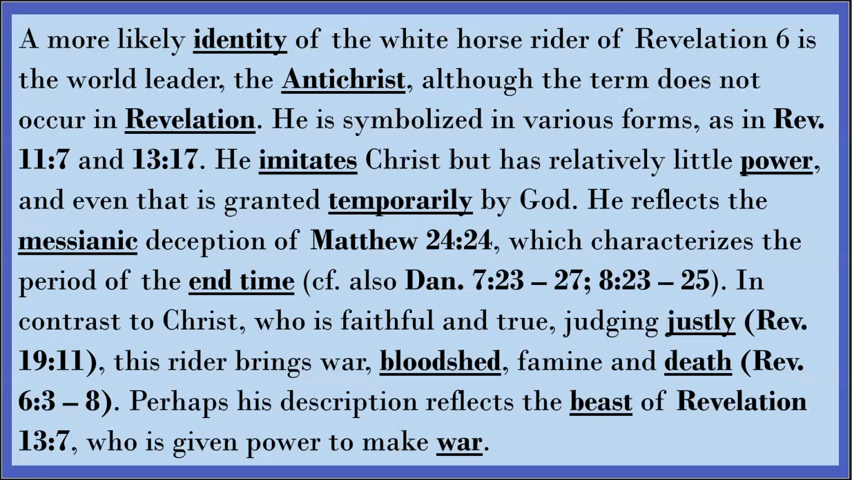 A more likely identity of the white horse rider of Revelation 6 is
the world leader, the Antichrist, although the term does not
occur in Revelation. He is symbolized in various forms, as in Rev.
11:7 and 13:17. He imitates Christ but has relatively little power,
and even that is granted temporarily by God. He reflects the
messianic deception of Matthew 24:24, which characterizes the
period of the end time (cf. also Dan. 7:23 – 27; 8:23 – 25). In
contrast to Christ, who is faithful and true, judging justly (Rev.
19:11), this rider brings war, bloodshed, famine and death (Rev.
6:3 – 8). Perhaps his description reflects the beast of Revelation
13:7, who is given power to make war.